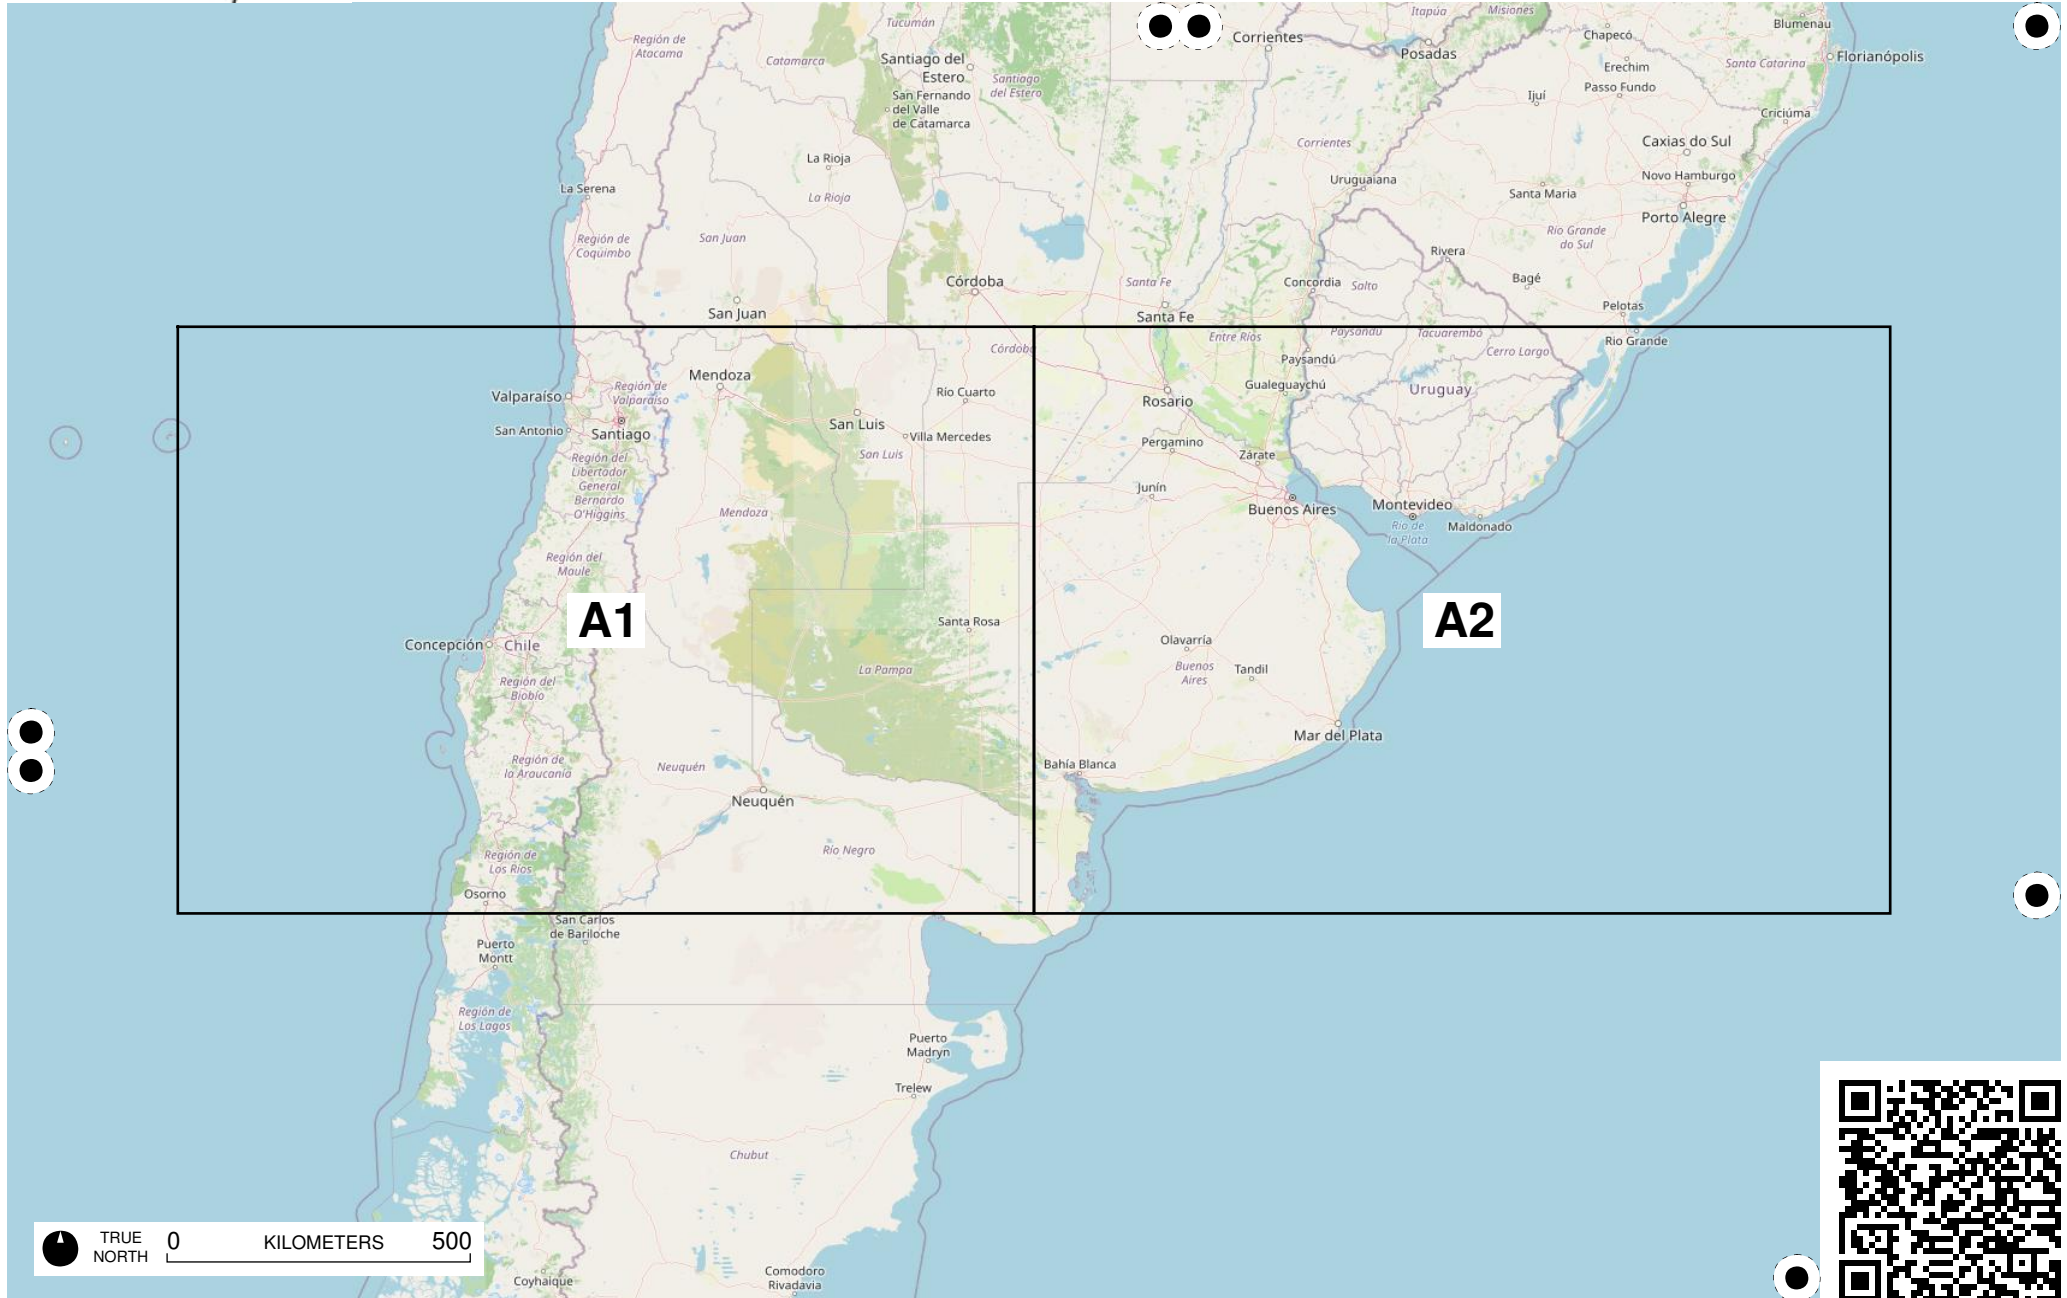 Tucumán
Itapúa
Misiones
Blumenau
Región de
Atacama
Catamarca
Santiago del
Estero
Santiago
del Estero
Corrientes
Posadas
Chapecó
Erechim
Santa Catarina
Florianópolis
San Fernando
del Valle
de Catamarca
Ijuí
Passo Fundo
Criciúma
La Rioja
Corrientes
Caxias do Sul
La Serena
La Rioja
Uruguaiana
Santa Maria
Novo Hamburgo
Porto Alegre
Región de
Coquimbo
San Juan
Rio Grande
do Sul
Rivera
Córdoba
Santa Fe
Concordia
Salto
Bagé
San Juan
Santa Fe
Pelotas
Entre Ríos
Paysandú
Tacuarembó
Rio Grande
Córdoba
Paysandú
Cerro Largo
Mendoza
Valparaíso
Región de
Valparaíso
Río Cuarto
Rosario
Gualeguaychú
Uruguay
San Antonio
Santiago
San Luis
Villa Mercedes
San Luis
Pergamino
Zárate
Región del
Libertador
General
Bernardo
O'Higgins
Mendoza
Junín
Buenos Aires
Montevideo
Río de
la Plata
Maldonado
Región del
Maule
A1
A2
Concepción
Chile
Santa Rosa
Olavarría
Buenos
Aires
Tandil
La Pampa
Región del
Biobío
Mar del Plata
Región de
la Araucanía
Neuquén
Bahía Blanca
Neuquén
Río Negro
Región de
Los Ríos
Osorno
San Carlos
de Bariloche
Puerto
Montt
Región de
Los Lagos
Puerto
Madryn
Trelew
Chubut
TRUE
NORTH
0 KILOMETERS 500
Coyhaique
Comodoro
Rivadavia